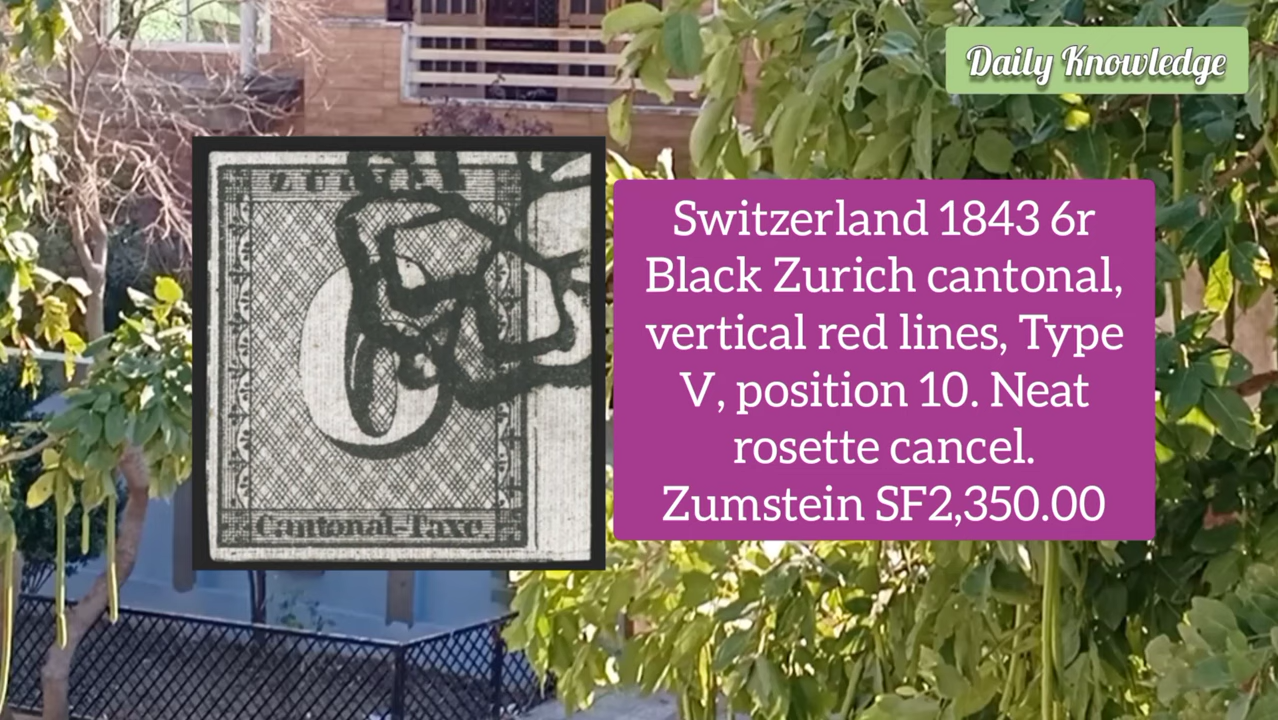 Daily Knowledge
ZURICH
Cantonal-Taxe.
Switzerland 1843 6r
Black Zurich cantonal,
vertical red lines, Type
V, position 10. Neat
rosette cancel.
Zumstein SF2,350.00